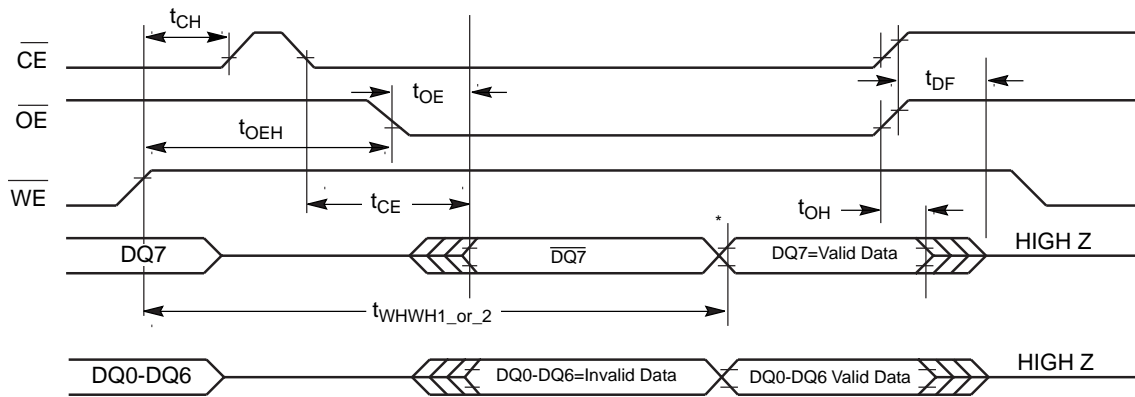 tCH
CE
tOE
tDF
OE
tOEH
WE
tCE
tOH
*
DQ7
DQ7
DQ7=Valid Data
HIGH Z
tWHWH1_or_2
DQ0-DQ6
DQ0-DQ6=Invalid Data
DQ0-DQ6 Valid Data
HIGH Z